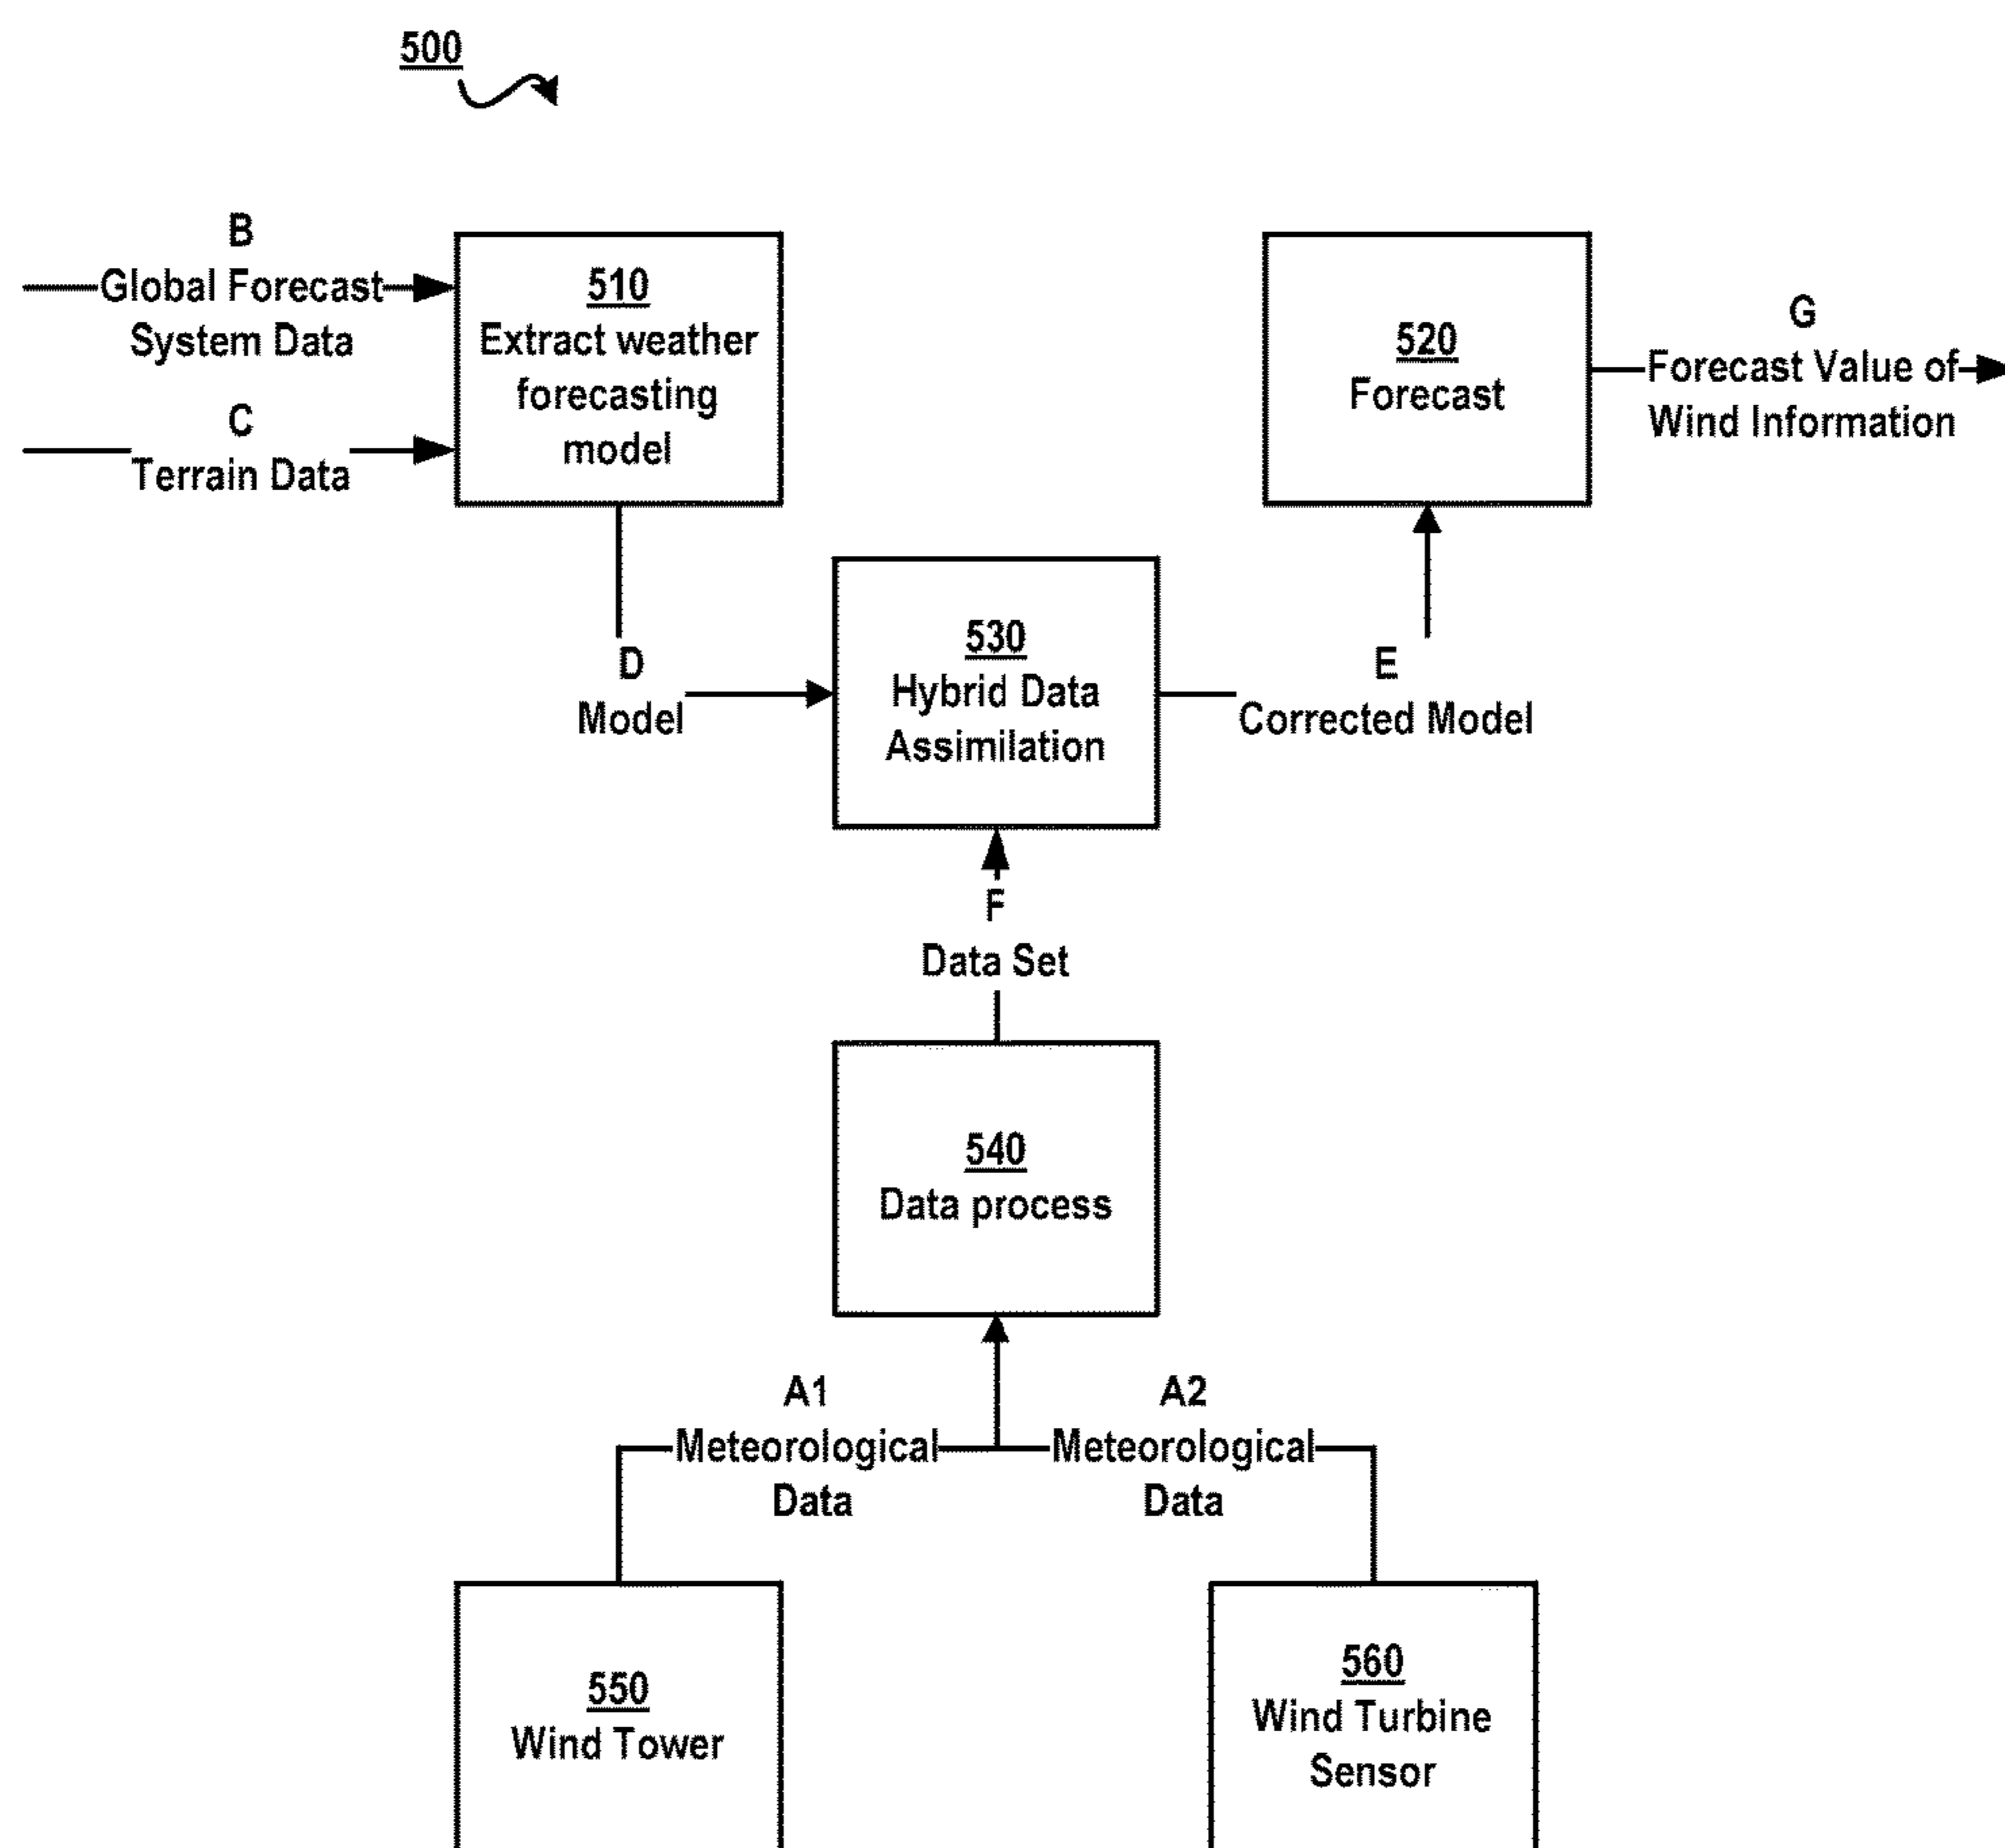 500
B
Global Forecast
System Data
C
Terrain Data
510
Extract weather
forecasting
model
520
Forecast
G
Forecast Value of
Wind Information
D
Model
530
Hybrid Data
Assimilation
E
Corrected Model
F
Data Set
540
Data process
A1
Meteorological
Data
A2
Meteorological
Data
550
Wind Tower
560
Wind Turbine
Sensor